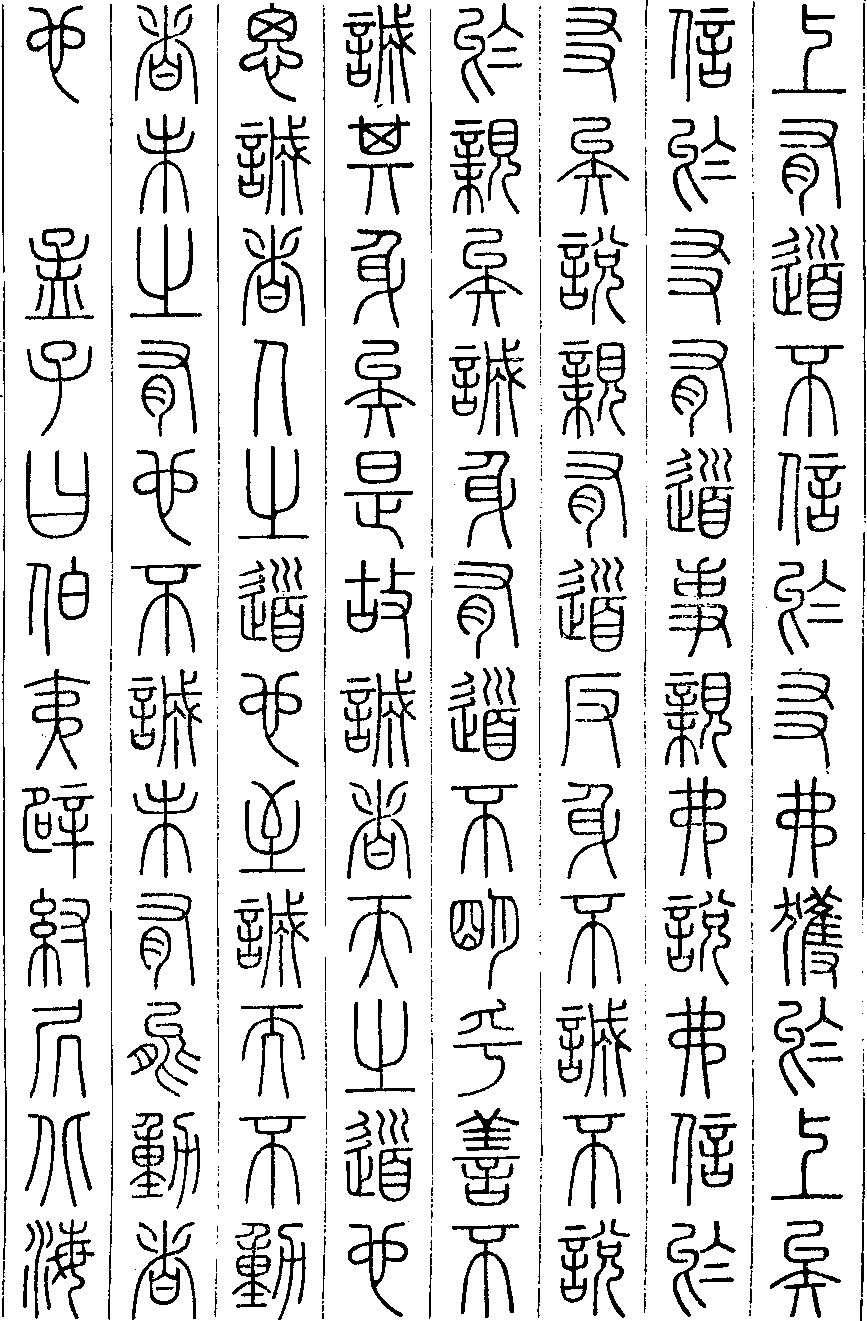 上有道不信於友弗獲於上矣
信於友有道事親弗說弗信於
友矣說親有道反身不誠不說
於親矣誠身有道不明乎善不
誠其身矣是故誠者天之道也
思誠者人之道也至誠而不動
者未之有也不誠未有能動者
也 孟子曰伯夷辟紂居北海